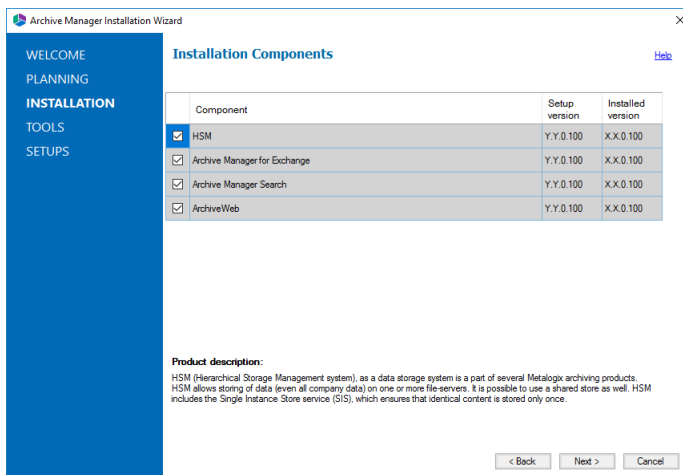 Archive Manager Installation Wizard
WELCOME
PLANNING
INSTALLATION
TOOLS
SETUPS
Installation Components
Help
Component
Setup version
Installed version
HSM Y.Y.0.100 X.X.0.100
Archive Manager for Exchange Y.Y.0.100 X.X.0.100
Archive Manager Search Y.Y.0.100 X.X.0.100
ArchiveWeb Y.Y.0.100 X.X.0.100
Product description:
HSM (Hierarchical Storage Management system), as a data storage system is a part of several Metalogix archiving products.
HSM allows storing of data (even all company data) on one or more file-servers. It is possible to use a shared store as well. HSM
includes the Single Instance Store service (SIS), which ensures that identical content is stored only once.
< Back
Next >
Cancel